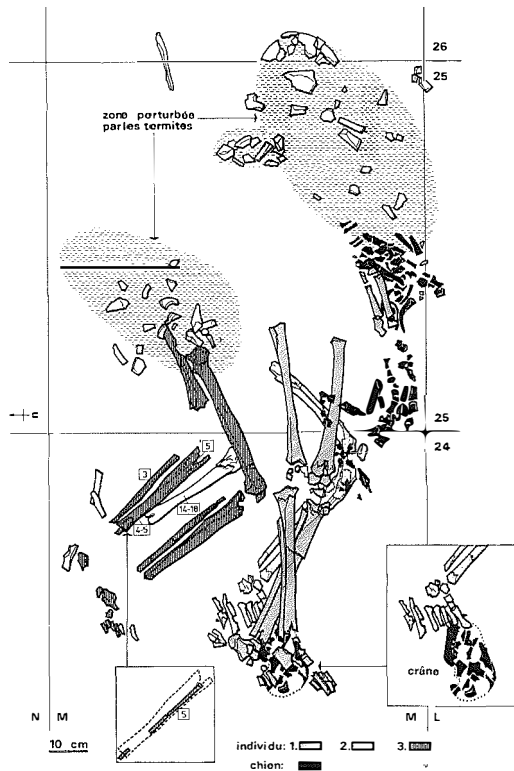 26
25
zone perturbée
par les termites
n
25
24
5
3
14-18
4-5
crâne
5
N M
M L
10 cm
individu: 1. 2. 3.
chien: